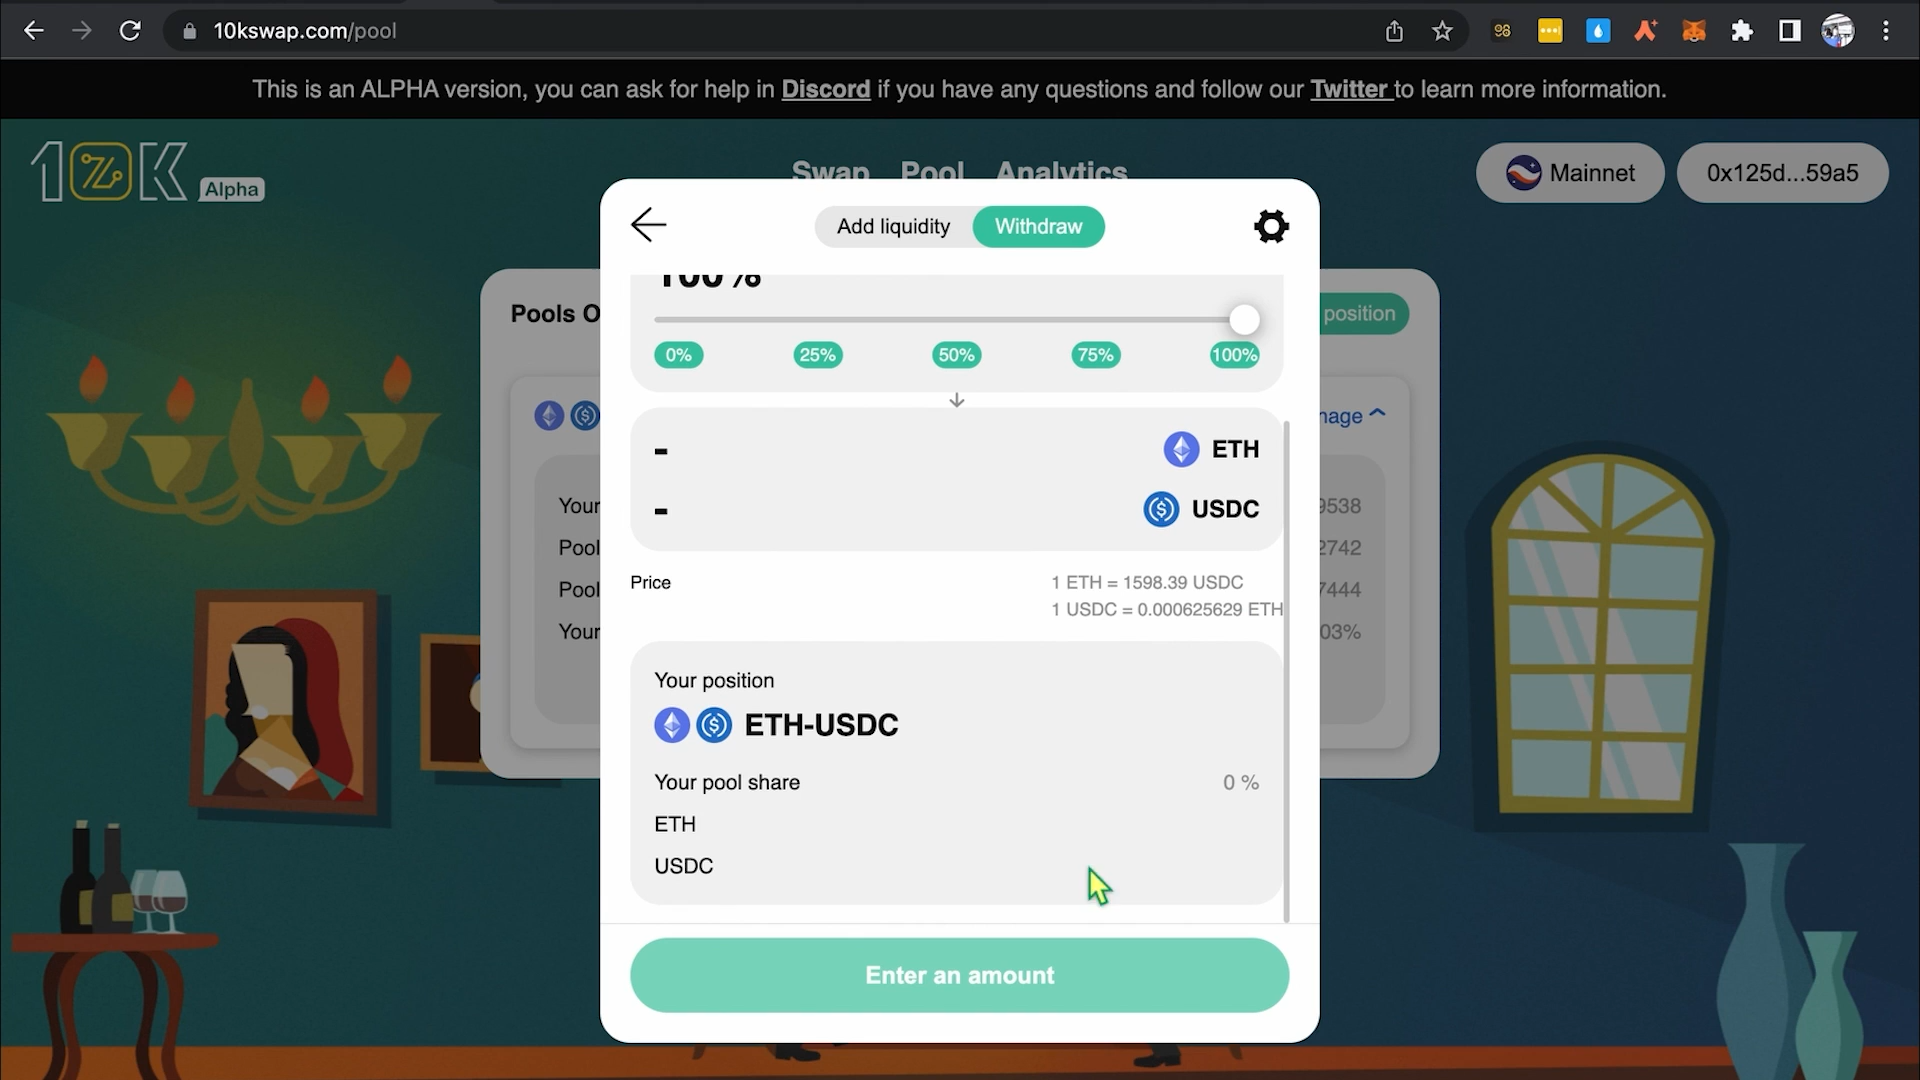 10kswap.com/pool
98
This is an ALPHA version, you can ask for help in Discord if you have any questions and follow our Twitter to learn more information.
10K Alpha
Swap Pool Analytics
Mainnet
0x125d...59a5
Add liquidity
Withdraw
Pools O
position
100%
0% 25% 50% 75% 100%
nage
- ETH
- USDC
Your
9538
Pool
2742
Pool
7444
Your
03%
Price
1 ETH = 1598.39 USDC
1 USDC = 0.000625629 ETH
Your position
ETH-USDC
Your pool share 0 %
ETH
USDC
Enter an amount